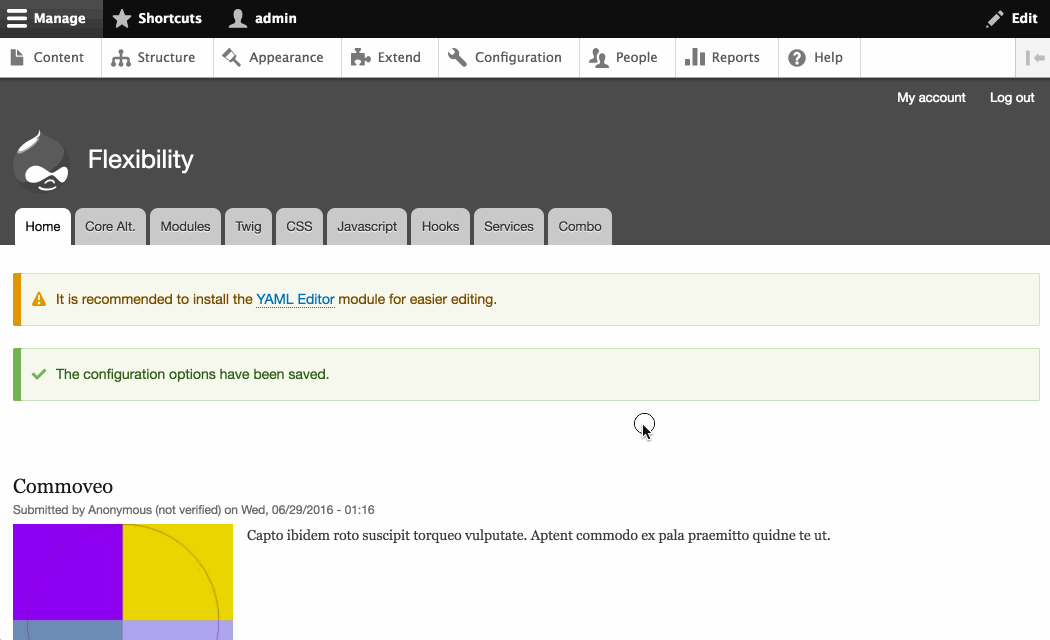 Manage Shortcuts admin Edit
Content Structure Appearance Extend Configuration People Reports Help
My account Log out
Flexibility
Home Core Alt. Modules Twig CSS Javascript Hooks Services Combo
It is recommended to install the YAML Editor module for easier editing.
The configuration options have been saved.
Commoveo
Submitted by Anonymous (not verified) on Wed, 06/29/2016 - 01:16
Capto ibidem roto suscipit torqueo vulputate. Aptent commodo ex pala praemitto quidne te ut.